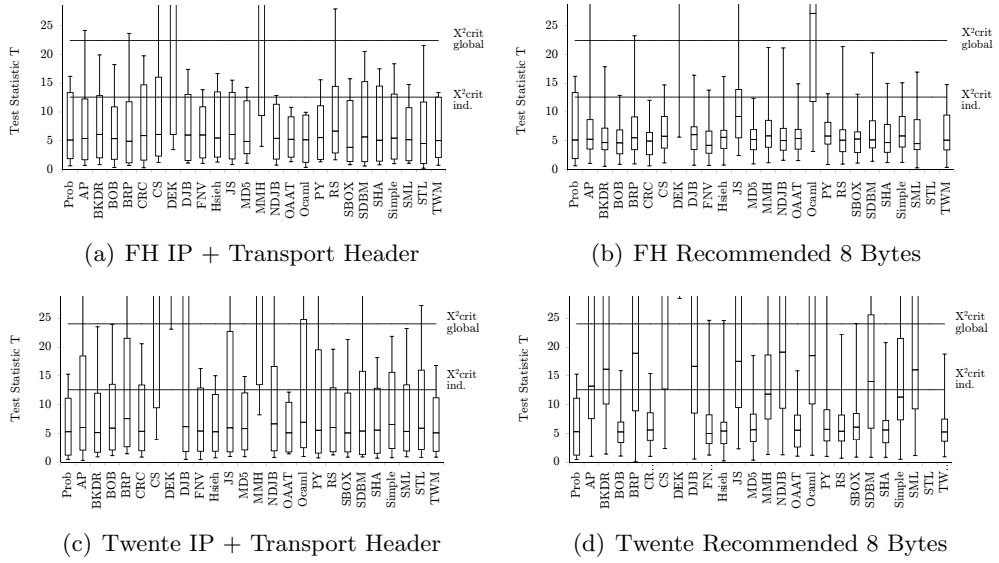 Test Statistic T
25
20
15
10
5
0
X²crit
global
X²crit
ind.
Prob AP BKDR BOB BRP CRC CS DEK DJB FNV Hsieh JS MD5 MMH NDJB OAAT Ocaml PY RS SBOX SDBM SHA Simple SML STL TWM
(a) FH IP + Transport Header
Test Statistic T
25
20
15
10
5
0
X²crit
global
X²crit
ind.
Prob AP BKDR BOB BRP CRC CS DEK DJB FNV Hsieh JS MD5 MMH NDJB OAAT Ocaml PY RS SBOX SDBM SHA Simple SML STL TWM
(b) FH Recommended 8 Bytes
Test Statistic T
25
20
15
10
5
0
X²crit
global
X²crit
ind.
Prob AP BKDR BOB BRP CRC CS DEK DJB FNV Hsieh JS MD5 MMH NDJB OAAT Ocaml PY RS SBOX SDBM SHA Simple SML STL TWM
(c) Twente IP + Transport Header
Test Statistic T
25
20
15
10
5
0
X²crit
global
X²crit
ind.
Prob AP BKDR BOB BRP CR.. CS DEK DJB FN.. Hsieh JS MD5 MMH NDJB OAAT Ocaml PY RS SBOX SDBM SHA Simple SML STL TW..
(d) Twente Recommended 8 Bytes